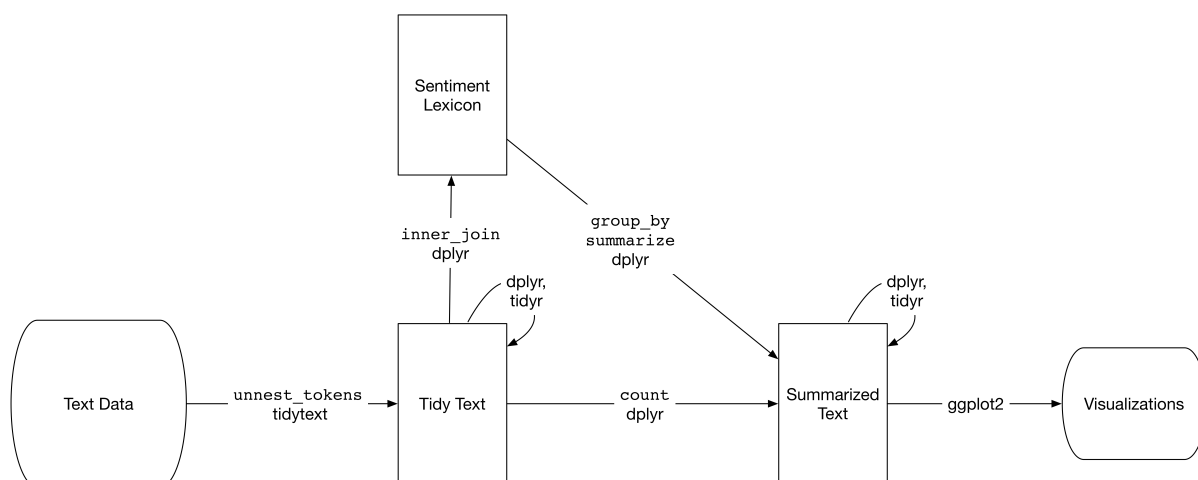 Sentiment
Lexicon
inner_join
dplyr
group_by
summarize
dplyr
dplyr,
tidyr
dplyr,
tidyr
Text Data
unnest_tokens
tidytext
Tidy Text
count
dplyr
Summarized
Text
ggplot2
Visualizations